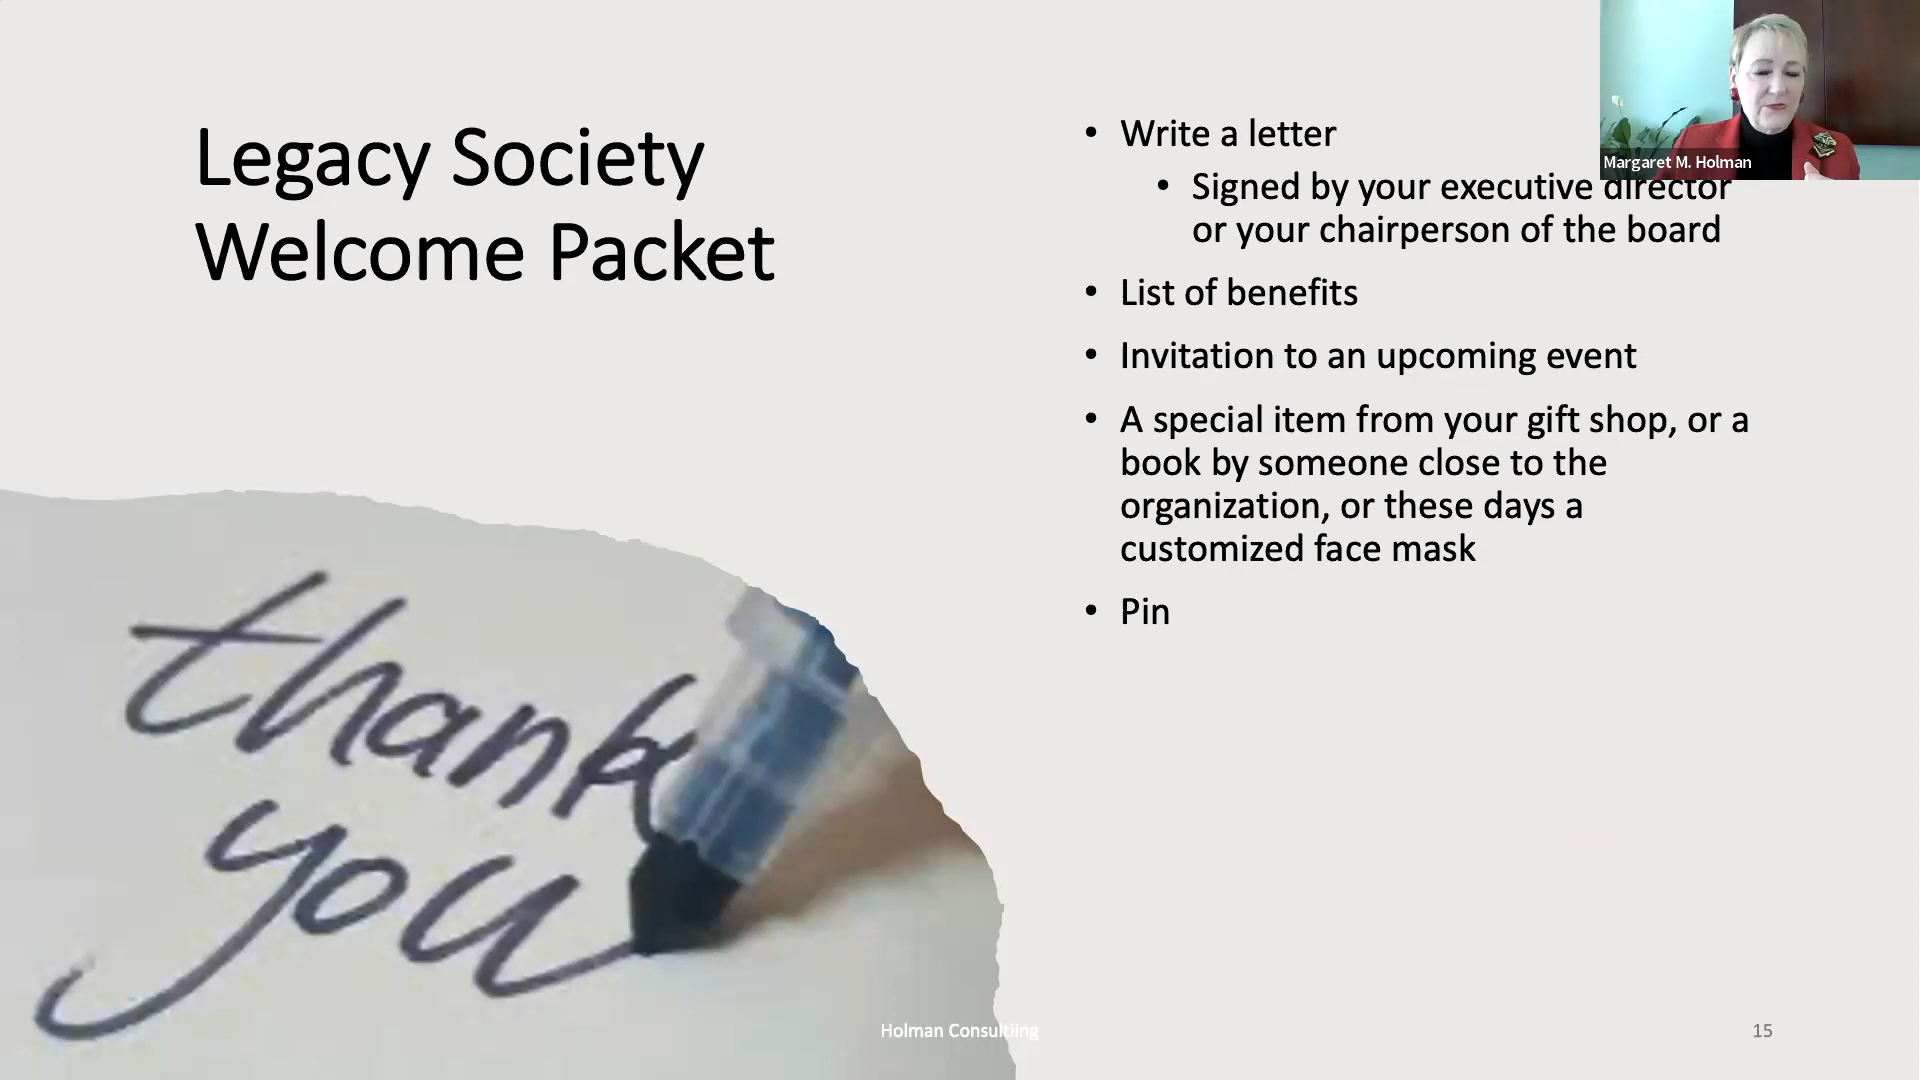 Legacy Society
Welcome Packet
• Write a letter
• Signed by your executive director
or your chairperson of the board
• List of benefits
• Invitation to an upcoming event
• A special item from your gift shop, or a
book by someone close to the
organization, or these days a
customized face mask
• Pin
Margaret M. Holman
thank
you
Holman Consultiing
15